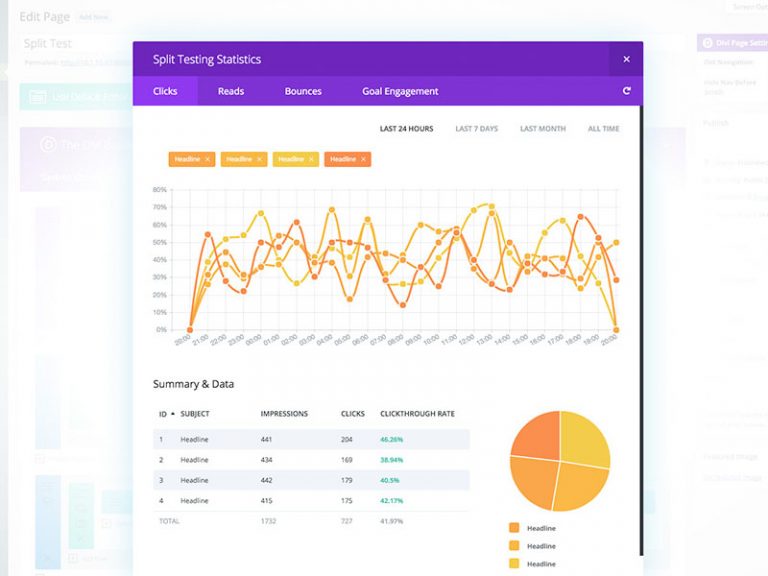 Edit Page Add New
Split Test
Permalink:
Split Testing Statistics ×
Clicks Reads Bounces Goal Engagement
LAST 24 HOURS LAST 7 DAYS LAST MONTH ALL TIME
Headline × Headline × Headline × Headline ×
80%
70%
60%
50%
40%
30%
20%
10%
0%
20:00 21:00 22:00 23:00 00:00 01:00 02:00 03:00 04:00 05:00 06:00 07:00 08:00 09:00 10:00 11:00 12:00 13:00 14:00 15:00 16:00 17:00 18:00 19:00 20:00
Summary & Data
ID SUBJECT IMPRESSIONS CLICKS CLICKTHROUGH RATE
1 Headline 441 204 46.26%
2 Headline 434 169 38.94%
3 Headline 442 179 40.5%
4 Headline 415 175 42.17%
TOTAL 1732 727 41.97%
Headline
Headline
Headline
Publish
Featured Image